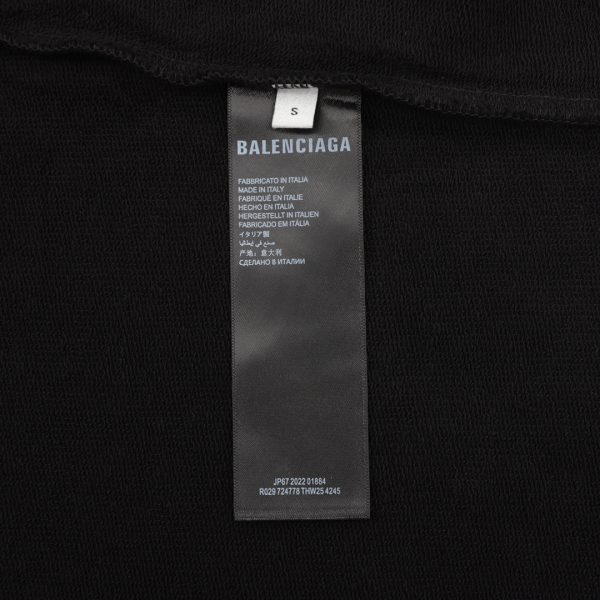 S
BALENCIAGA
FABBRICATO IN ITALIA
MADE IN ITALY
FABRIQUÉ EN ITALIE
HECHO EN ITALIA
HERGESTELLT IN ITALIEN
FABRICADO EM ITÁLIA
イタリア製
صنع في إيطاليا
产地：意大利
СДЕЛАНО В ИТАЛИИ
JP67 2022 01884
R029 724778 THW25 4245